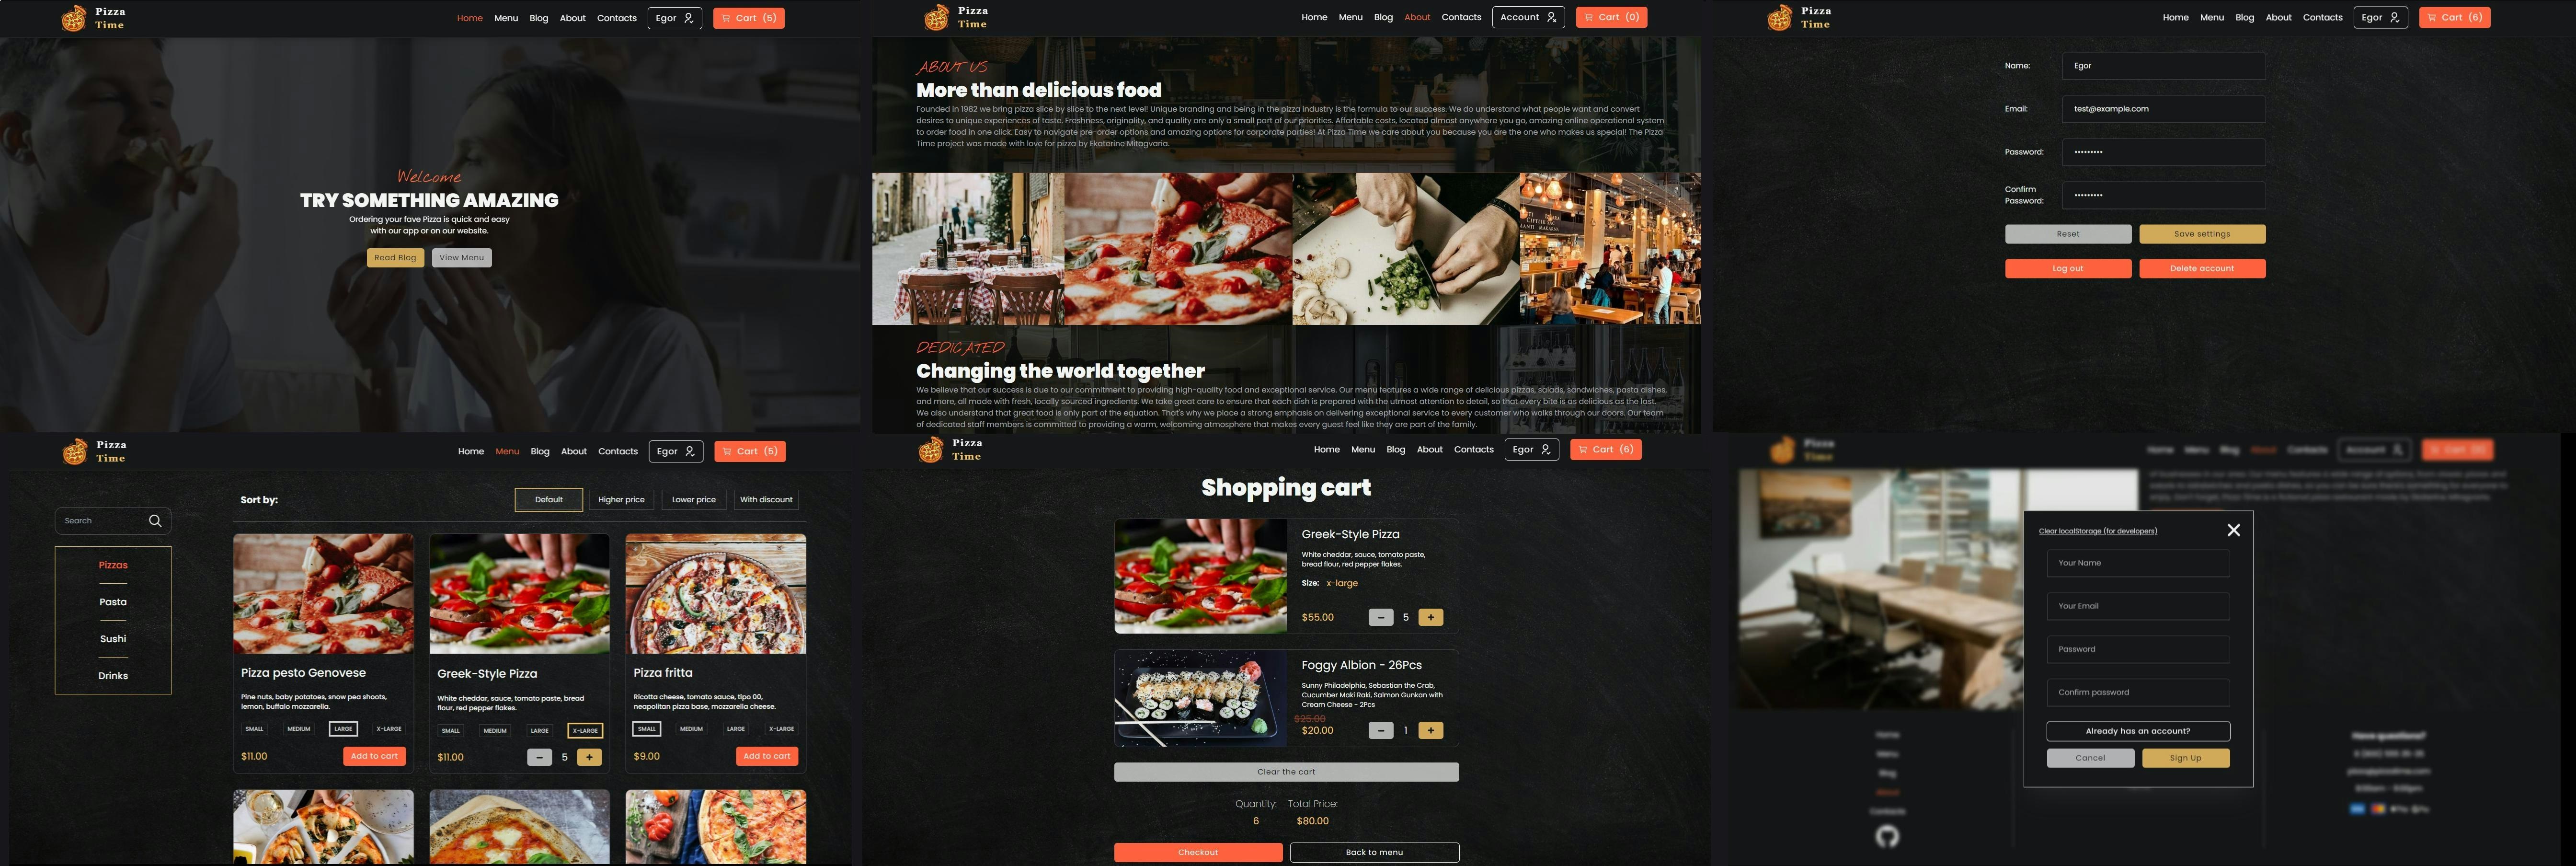 Pizza
Time
Home Menu Blog About Contacts Egor Cart (5)
Welcome
TRY SOMETHING AMAZING
Ordering your fave Pizza is quick and easy
with our app or on our website.
Read Blog View Menu
Pizza
Time
Home Menu Blog About Contacts Account Cart (0)
ABOUT US
More than delicious food
Founded in 1982 we bring pizza slice by slice to the next level! Unique branding and being in the pizza industry is the formula to our success. We do understand what people want and convert
desires to unique experiences of taste. Freshness, originality, and quality are only a small part of our priorities. Affortable costs, located almost anywhere you go, amazing online operational system
to order food in one click. Easy to navigate pre-order options and amazing options for corporate parties! At Pizza Time we care about you because you are the one who makes us special! The Pizza
Time project was made with love for pizza by Ekaterine Mitagvaria.
DEDICATED
Changing the world together
We believe that our success is due to our commitment to providing high-quality food and exceptional service. Our menu features a wide range of delicious pizzas, salads, sandwiches, pasta dishes,
and more, all made with fresh, locally sourced ingredients. We take great care to ensure that each dish is prepared with the utmost attention to detail, so that every bite is as delicious as the last.
We also understand that great food is only part of the equation. That's why we place a strong emphasis on delivering exceptional service to every customer who walks through our doors. Our team
of dedicated staff members is committed to providing a warm, welcoming atmosphere that makes every guest feel like they are part of the family.
Pizza
Time
Home Menu Blog About Contacts Egor Cart (6)
Name: Egor
Email: test@example.com
Password: •••••••••
Confirm
Password: •••••••••
Reset Save settings
Log out Delete account
Pizza
Time
Home Menu Blog About Contacts Egor Cart (5)
Sort by: Default Higher price Lower price With discount
Search
Pizzas
Pasta
Sushi
Drinks
Pizza pesto Genovese
Pine nuts, baby potatoes, snow pea shoots,
lemon, buffalo mozzarella.
SMALL MEDIUM LARGE X-LARGE
$11.00 Add to cart
Greek-Style Pizza
White cheddar, sauce, tomato paste, bread
flour, red pepper flakes.
SMALL MEDIUM LARGE X-LARGE
$11.00 − 5 +
Pizza fritta
Ricotta cheese, tomato sauce, tipo 00,
neapolitan pizza base, mozzarella cheese.
SMALL MEDIUM LARGE X-LARGE
$9.00 Add to cart
Pizza
Time
Home Menu Blog About Contacts Egor Cart (6)
Shopping cart
Greek-Style Pizza
White cheddar, sauce, tomato paste,
bread flour, red pepper flakes.
Size: x-large
$55.00 − 5 +
Foggy Albion - 26Pcs
Sunny Philadelphia, Sebastian the Crab,
Cucumber Maki Raki, Salmon Gunkan with
Cream Cheese - 2Pcs
$25.00
$20.00 − 1 +
Clear the cart
Quantity: Total Price:
6 $80.00
Checkout Back to menu
Pizza
Time
Home Menu Blog About Contacts Account
Clear localStorage (for developers)
Your Name
Your Email
Password
Confirm password
Already has an account?
Cancel Sign Up
Home
Menu
Blog
About
Contacts
Have questions?